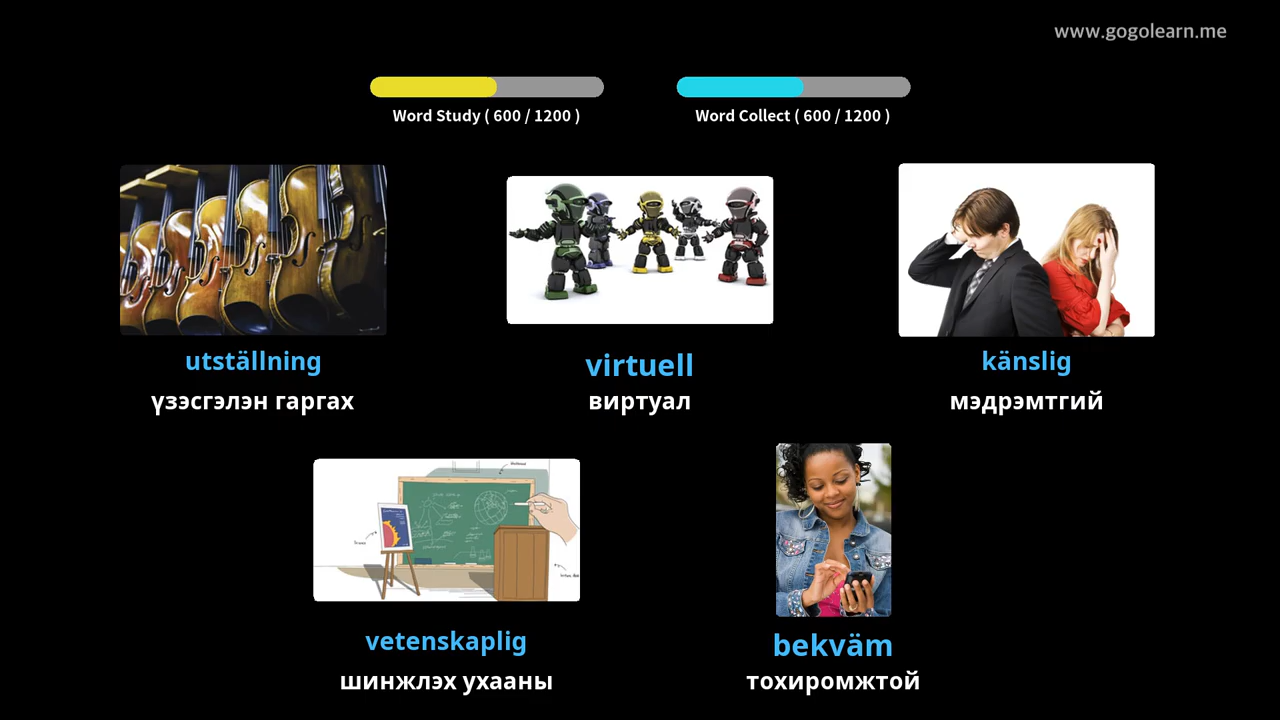 www.gogolearn.me
Word Study ( 600 / 1200 )
Word Collect ( 600 / 1200 )
utställning
үзэсгэлэн гаргах
virtuell
виртуал
känslig
мэдрэмтгий
vetenskaplig
шинжлэх ухааны
bekväm
тохиромжтой